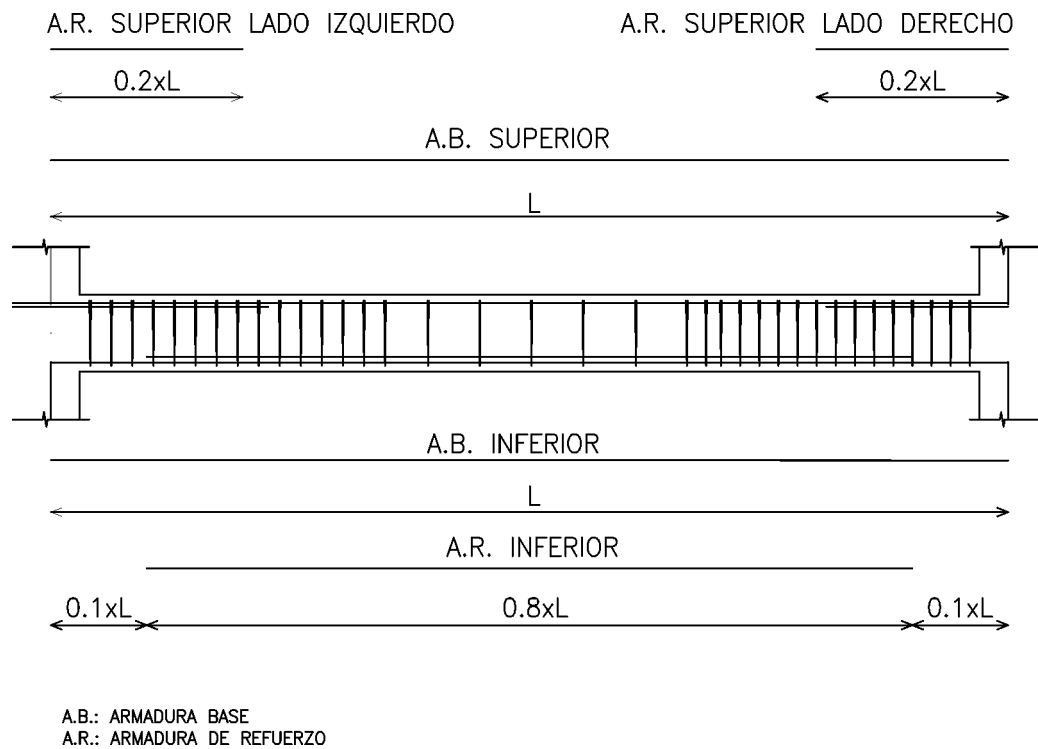 A.R. SUPERIOR LADO IZQUIERDO
A.R. SUPERIOR LADO DERECHO
0.2xL
0.2xL
A.B. SUPERIOR
L
A.B. INFERIOR
L
A.R. INFERIOR
0.1xL
0.8xL
0.1xL
A.B.: ARMADURA BASE
A.R.: ARMADURA DE REFUERZO